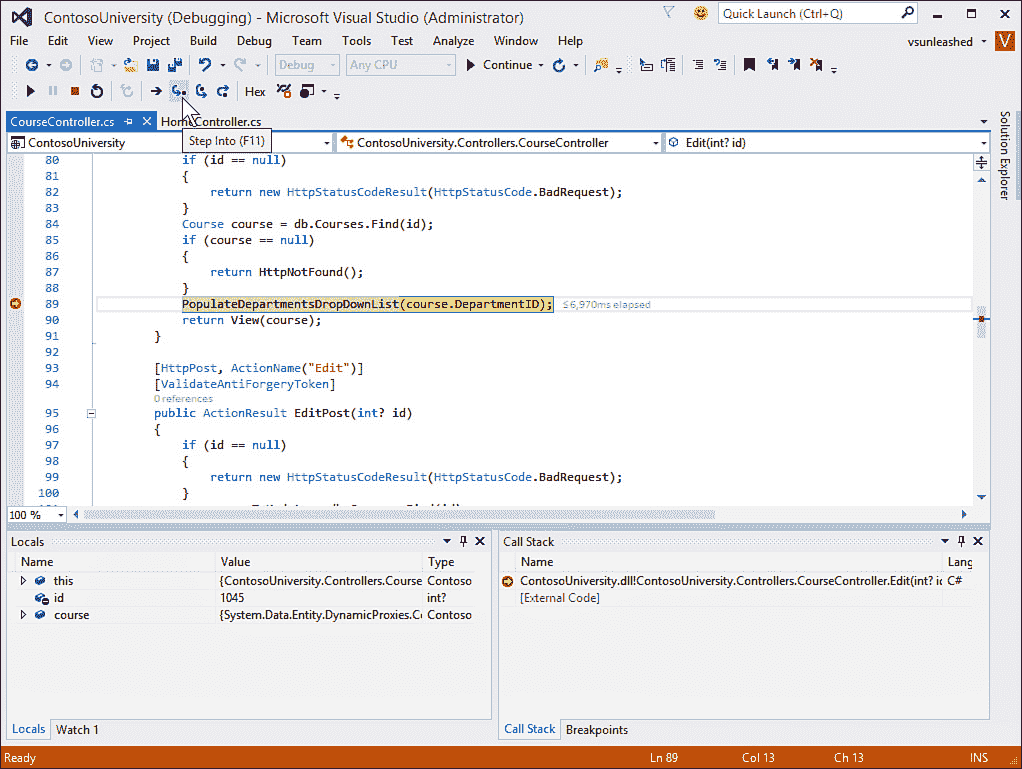 ContosoUniversity (Debugging) - Microsoft Visual Studio (Administrator)
Quick Launch (Ctrl+Q)
File Edit View Project Build Debug Team Tools Test Analyze Window Help
vsunleashed V
Debug Any CPU Continue
Hex
CourseController.cs HomeController.cs
Step Into (F11)
ContosoUniversity ContosoUniversity.Controllers.CourseController Edit(int? id)
Solution Explorer
80 if (id == null)
81 {
82 return new HttpStatusCodeResult(HttpStatusCode.BadRequest);
83 }
84 Course course = db.Courses.Find(id);
85 if (course == null)
86 {
87 return HttpNotFound();
88 }
89 PopulateDepartmentsDropDownList(course.DepartmentID); ≤6,970ms elapsed
90 return View(course);
91 }
92
93 [HttpPost, ActionName("Edit")]
94 [ValidateAntiForgeryToken]
0 references
95 public ActionResult EditPost(int? id)
96 {
97 if (id == null)
98 {
99 return new HttpStatusCodeResult(HttpStatusCode.BadRequest);
100 }
100 %
Locals
Name Value Type
this {ContosoUniversity.Controllers.Course Contoso
id 1045 int?
course {System.Data.Entity.DynamicProxies.Co Contoso
Locals Watch 1
Call Stack
Name Lang
ContosoUniversity.dll!ContosoUniversity.Controllers.CourseController.Edit(int? id C#
[External Code]
Call Stack Breakpoints
Ready Ln 89 Col 13 Ch 13 INS